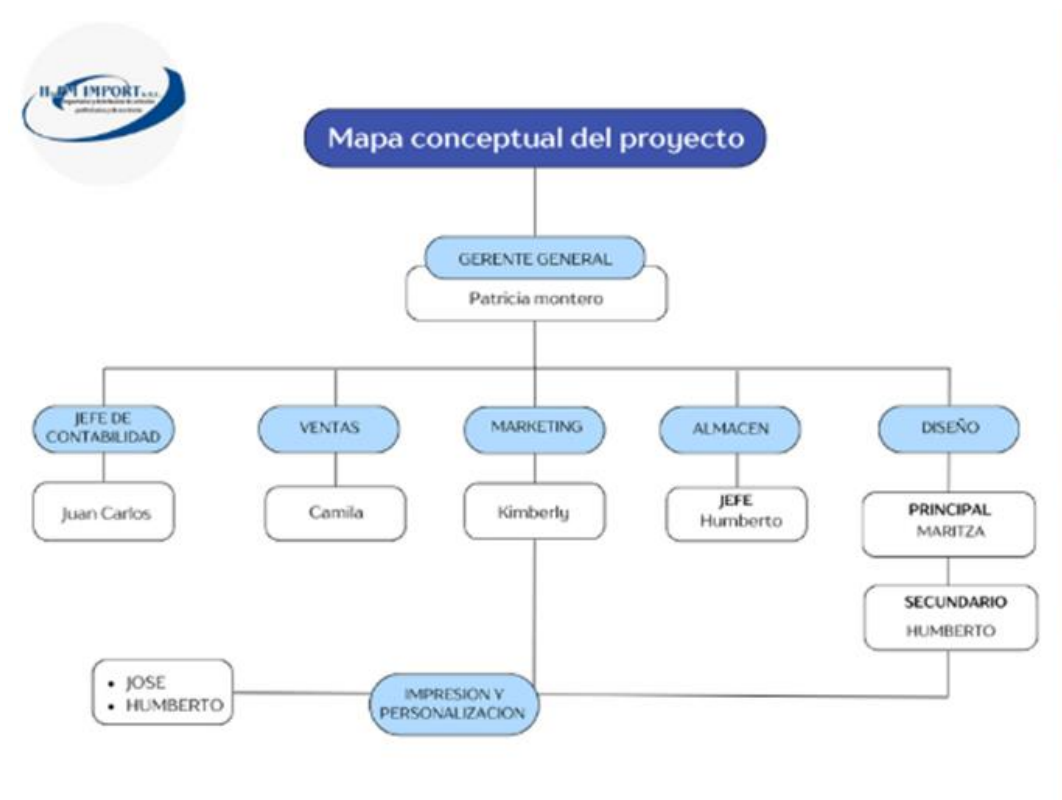 IMPORT
Mapa conceptual del proyecto
GERENTE GENERAL
Patricia montero
JEFE DE
CONTABILIDAD
Juan Carlos
VENTAS
Camila
MARKETING
Kimberly
ALMACEN
JEFE
Humberto
DISEÑO
PRINCIPAL
MARITZA
SECUNDARIO
HUMBERTO
• JOSE
• HUMBERTO
IMPRESION Y
PERSONALIZACION